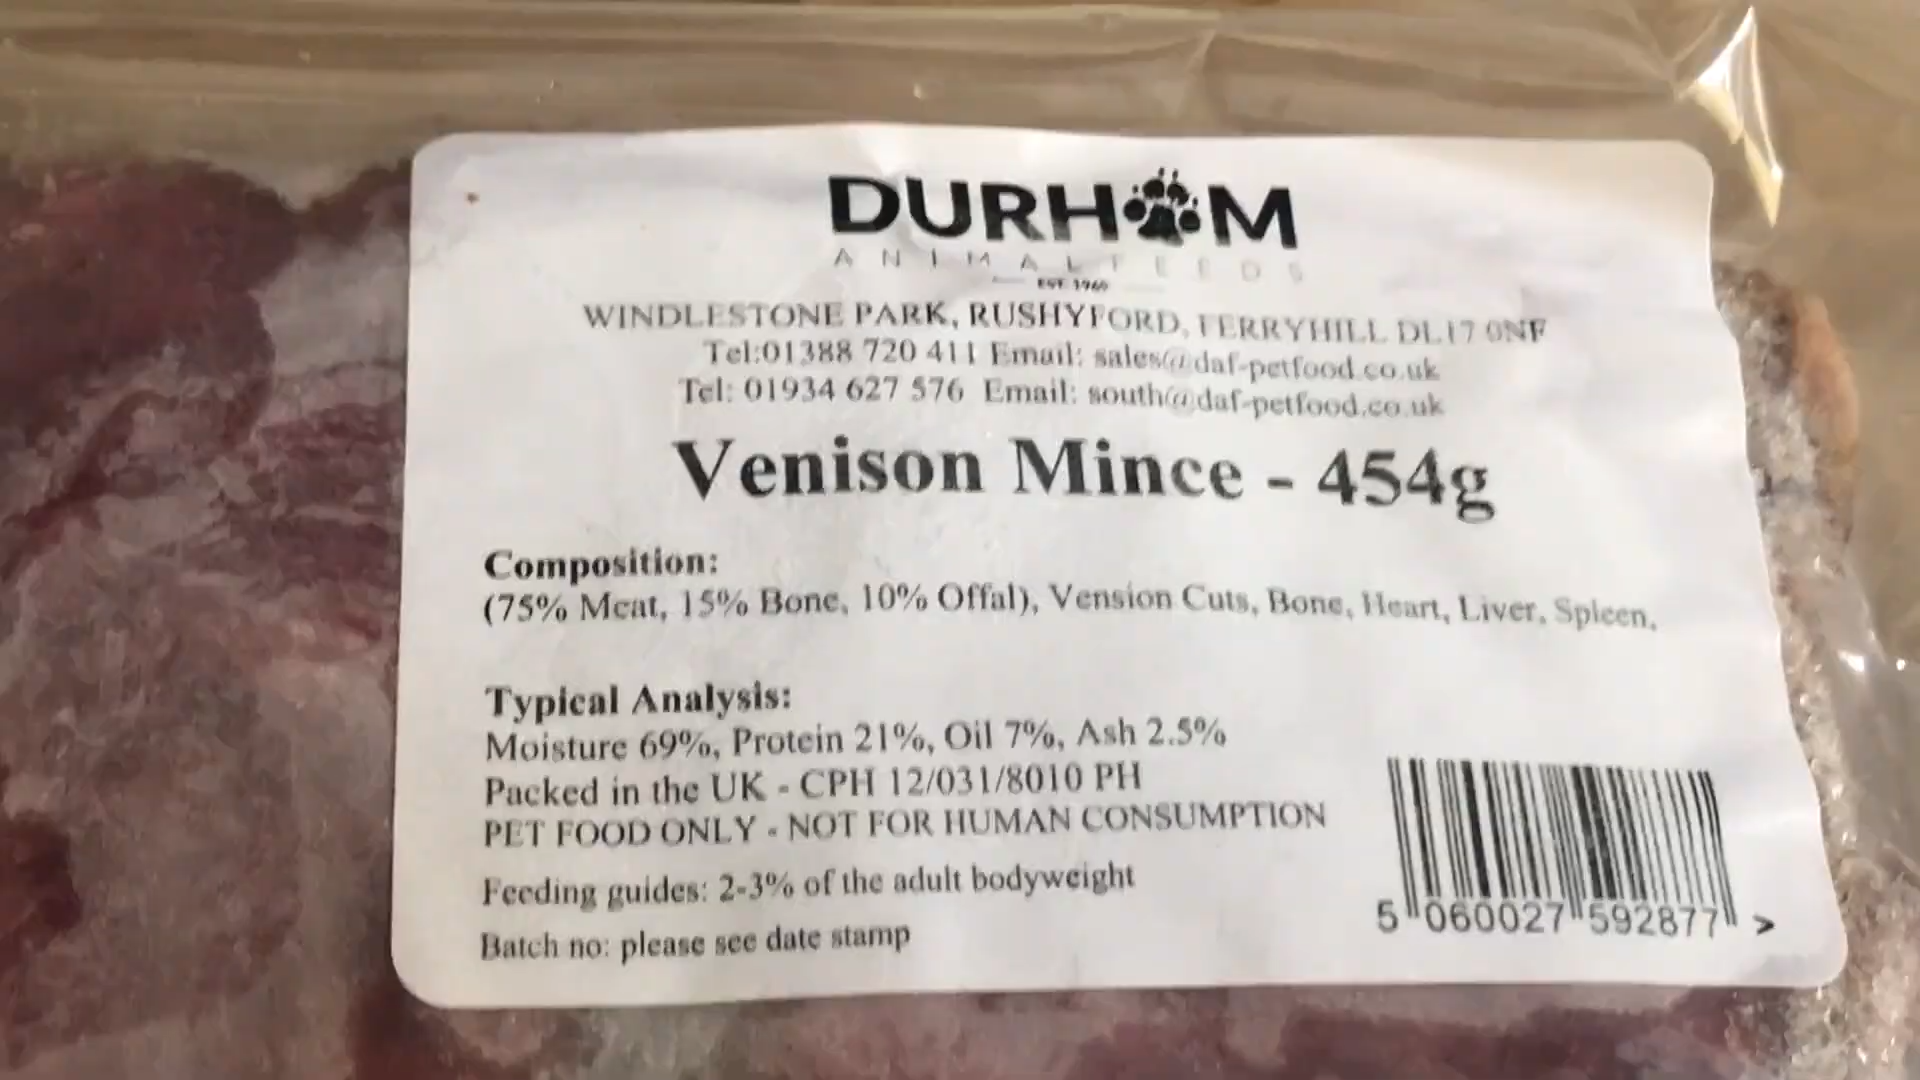 DURHAM
ANIMAL FEEDS
EST. 1960
WINDLESTONE PARK, RUSHYFORD, FERRYHILL DL17 0NF
Tel:01388 720 411 Email: sales@daf-petfood.co.uk
Tel: 01934 627 576 Email: south@daf-petfood.co.uk
Venison Mince - 454g
Composition:
(75% Meat, 15% Bone, 10% Offal), Vension Cuts, Bone, Heart, Liver, Spleen,
Typical Analysis:
Moisture 69%, Protein 21%, Oil 7%, Ash 2.5%
Packed in the UK - CPH 12/031/8010 PH
PET FOOD ONLY - NOT FOR HUMAN CONSUMPTION
Feeding guides: 2-3% of the adult bodyweight
Batch no: please see date stamp
5 060027 592877 >